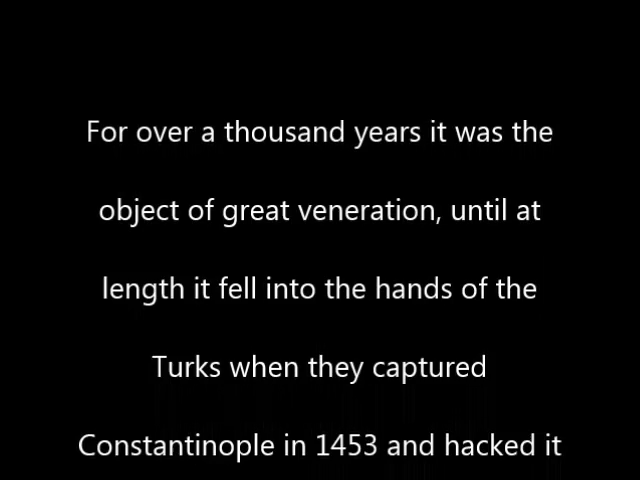 For over a thousand years it was the
object of great veneration, until at
length it fell into the hands of the
Turks when they captured
Constantinople in 1453 and hacked it